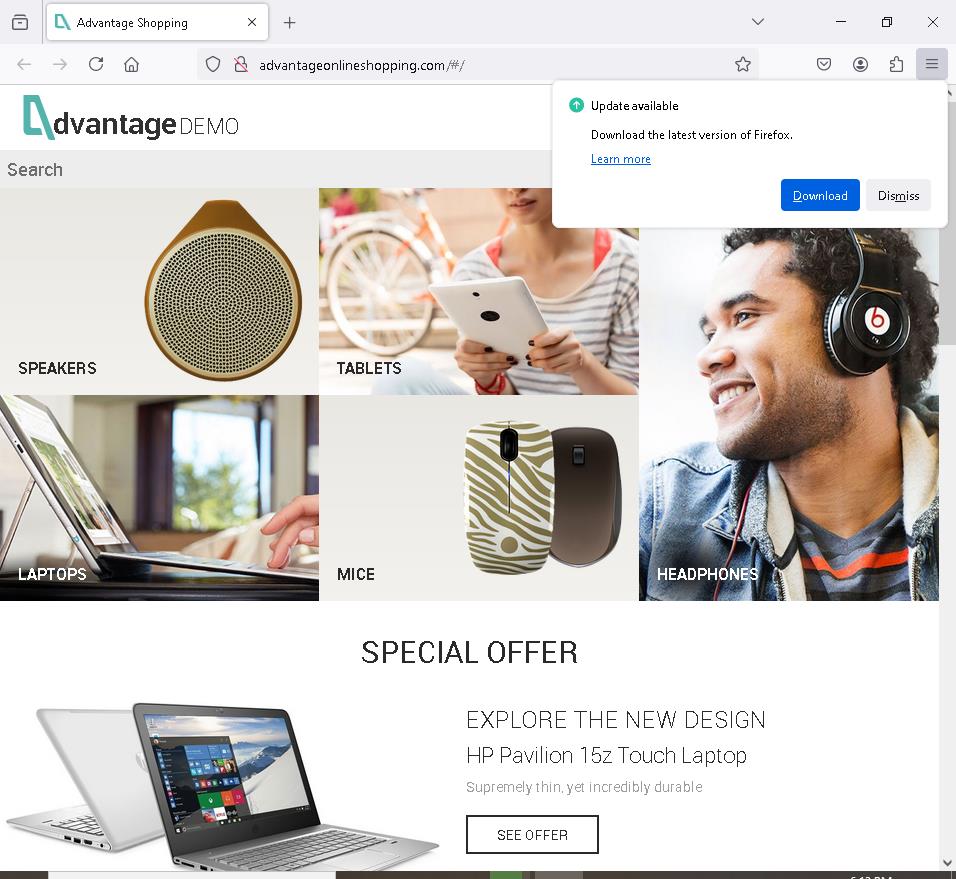 Advantage Shopping
advantageonlineshopping.com/#/
Update available
Download the latest version of Firefox.
Learn more
Download
Dismiss
dvantage DEMO
Search
SPEAKERS
TABLETS
LAPTOPS
MICE
HEADPHONES
SPECIAL OFFER
EXPLORE THE NEW DESIGN
HP Pavilion 15z Touch Laptop
Supremely thin, yet incredibly durable
SEE OFFER